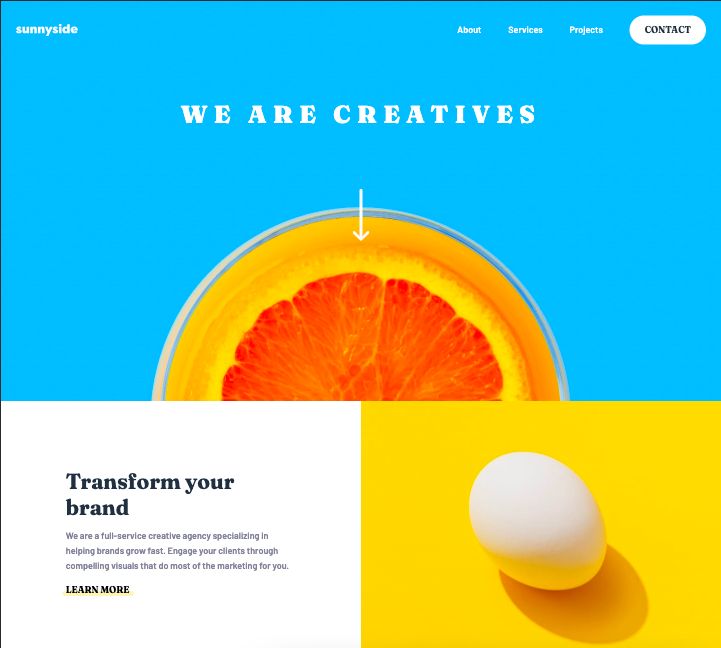 sunnyside
About Services Projects CONTACT
WE ARE CREATIVES
Transform your
brand
We are a full-service creative agency specializing in
helping brands grow fast. Engage your clients through
compelling visuals that do most of the marketing for you.
LEARN MORE